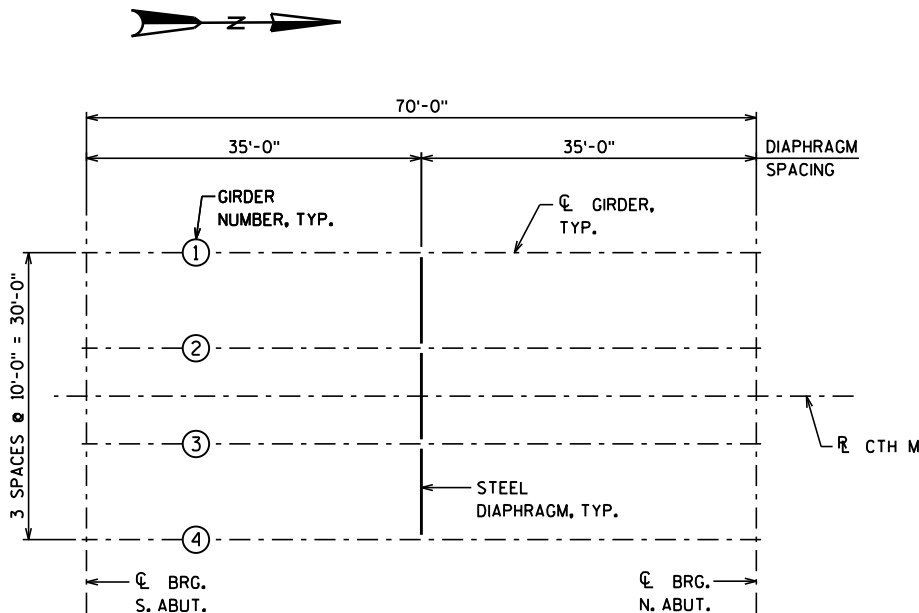 N
70'-0"
35'-0"
35'-0"
DIAPHRAGM
SPACING
GIRDER
NUMBER, TYP.
℄ GIRDER,
TYP.
1
2
3
4
3 SPACES @ 10'-0" = 30'-0"
RL CTH M
STEEL
DIAPHRAGM, TYP.
℄ BRG.
S. ABUT.
℄ BRG.
N. ABUT.